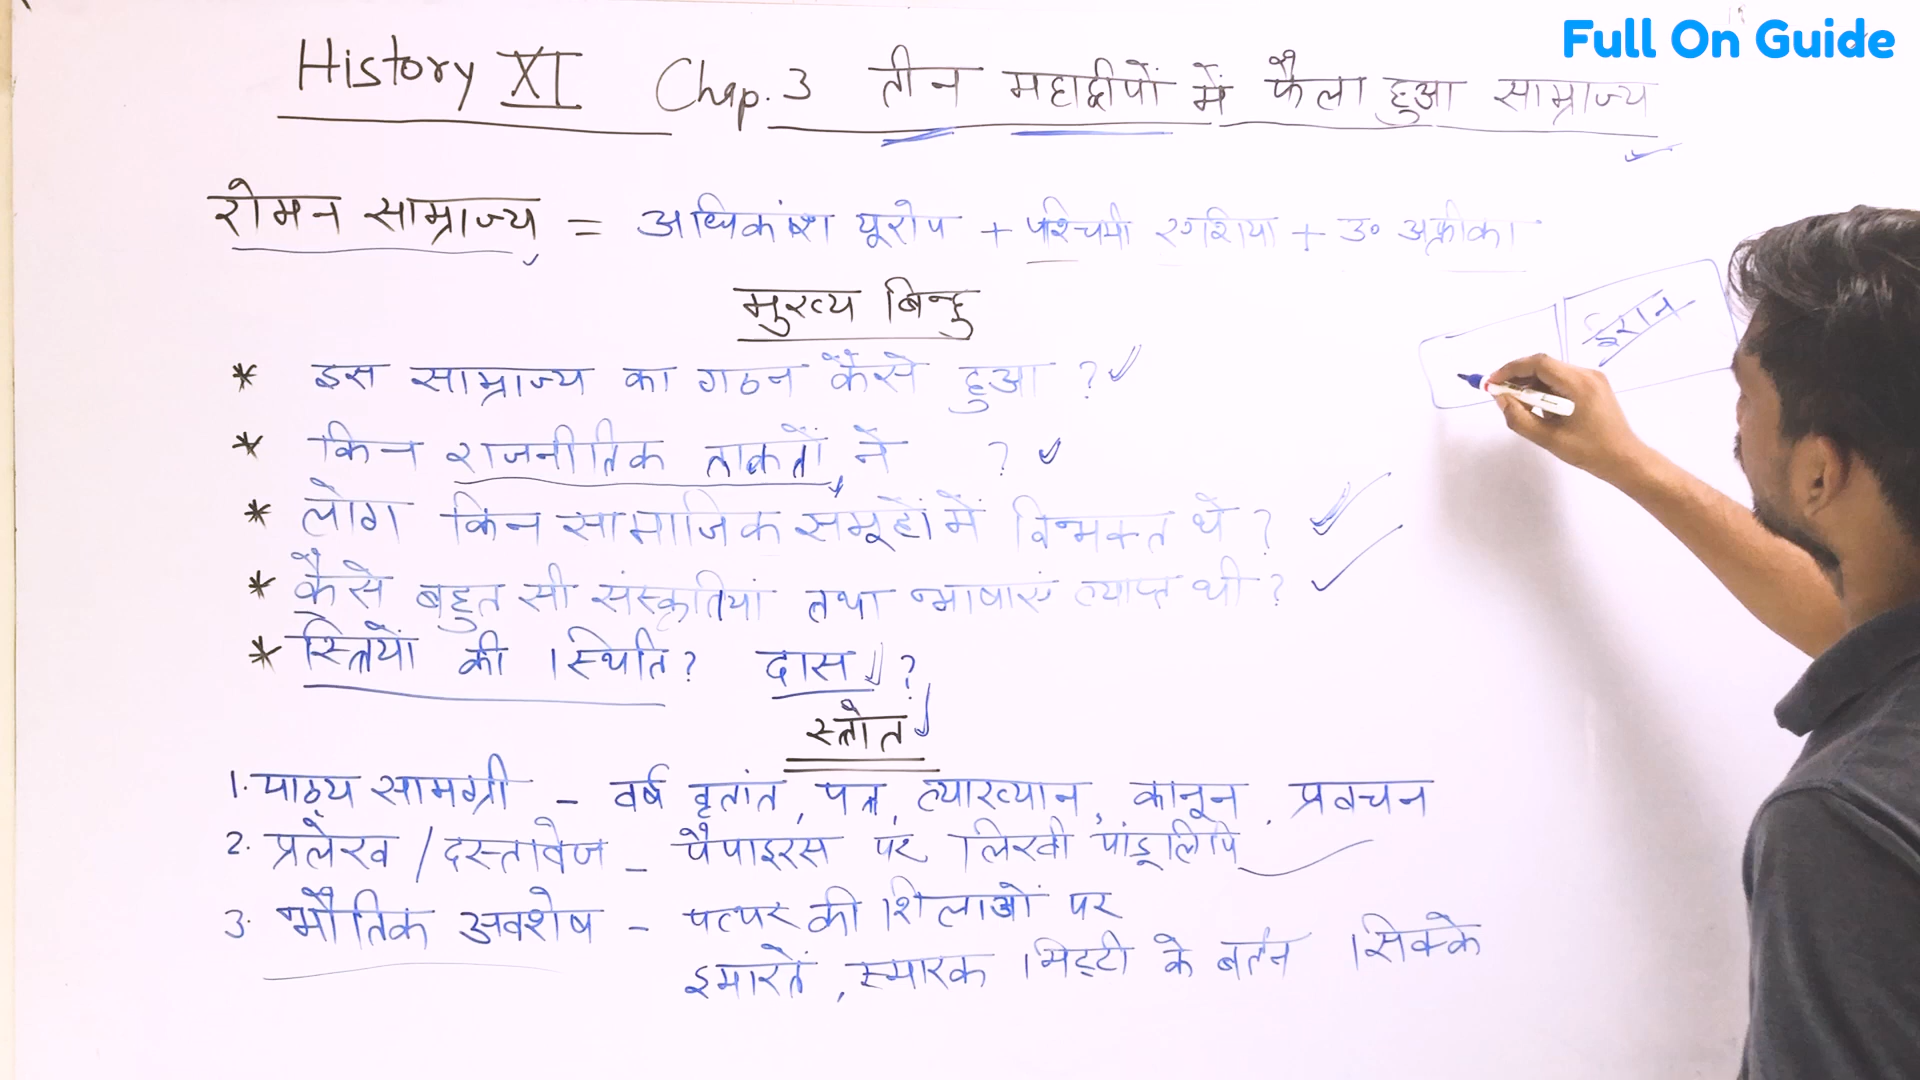 Full On Guide
History XI Chap. 3 तीन महाद्वीपों में फैला हुआ साम्राज्य
रोमन साम्राज्य = अधिकांश यूरोप + पश्चिमी एशिया + उ० अफ्रीका
मुख्य बिन्दु
ईरान
* इस साम्राज्य का गठन कैसे हुआ ?
* किन राजनीतिक ताकतों ने ?
* लोग किन सामाजिक समूहों में विभक्त थे ?
* कैसे बहुत सी संस्कृतियां तथा भाषाएं व्याप्त थी ?
* स्त्रियों की स्थिति ? दास ?
स्त्रोत
1. पाठ्य सामग्री - वर्ष वृतांत, पत्र, व्याख्यान, कानून, प्रवचन
2. प्रलेख / दस्तावेज - पैपाइरस पर लिखी पांडूलिपि
3. भौतिक अवशेष - पत्पर की शिलाओं पर
इमारतें, स्मारक मिट्टी के बर्तन सिक्के